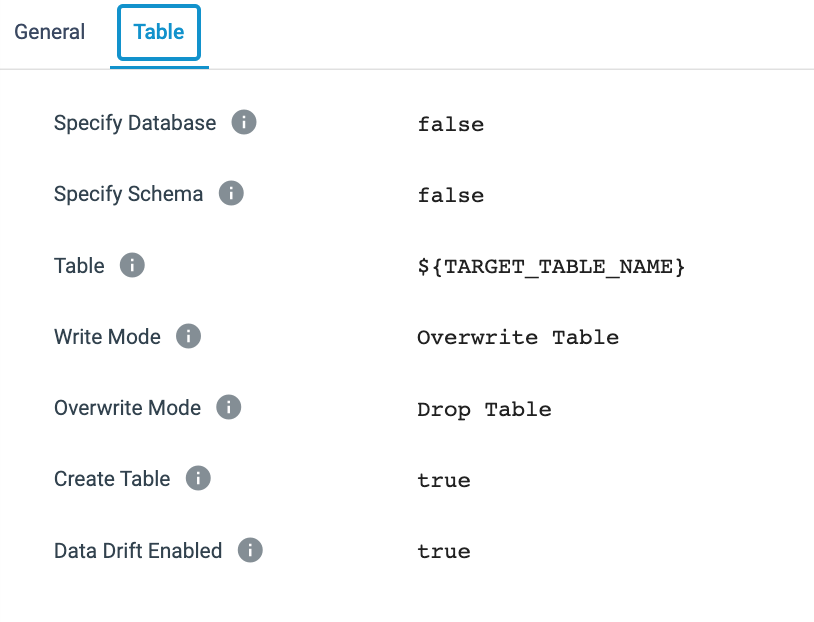 General Table
Specify Database false
Specify Schema false
Table ${TARGET_TABLE_NAME}
Write Mode Overwrite Table
Overwrite Mode Drop Table
Create Table true
Data Drift Enabled true